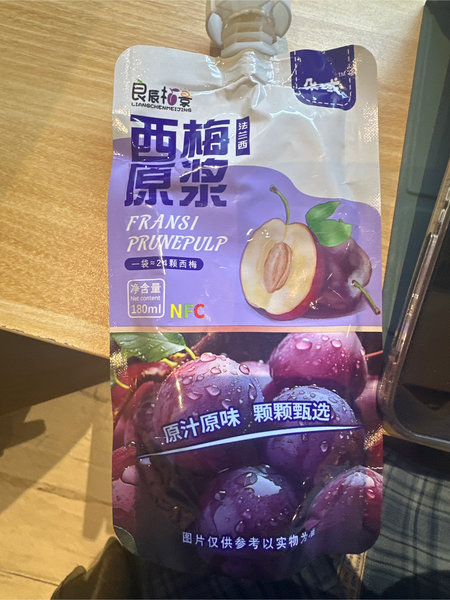 良辰梅景
LIANGCHENMEIJING
西梅
原浆
法兰西
FRANSI
PRUNEPULP
一袋≈24颗西梅
净含量
Net content
180ml
NFC
原汁原味 颗颗甄选
图片仅供参考以实物为准